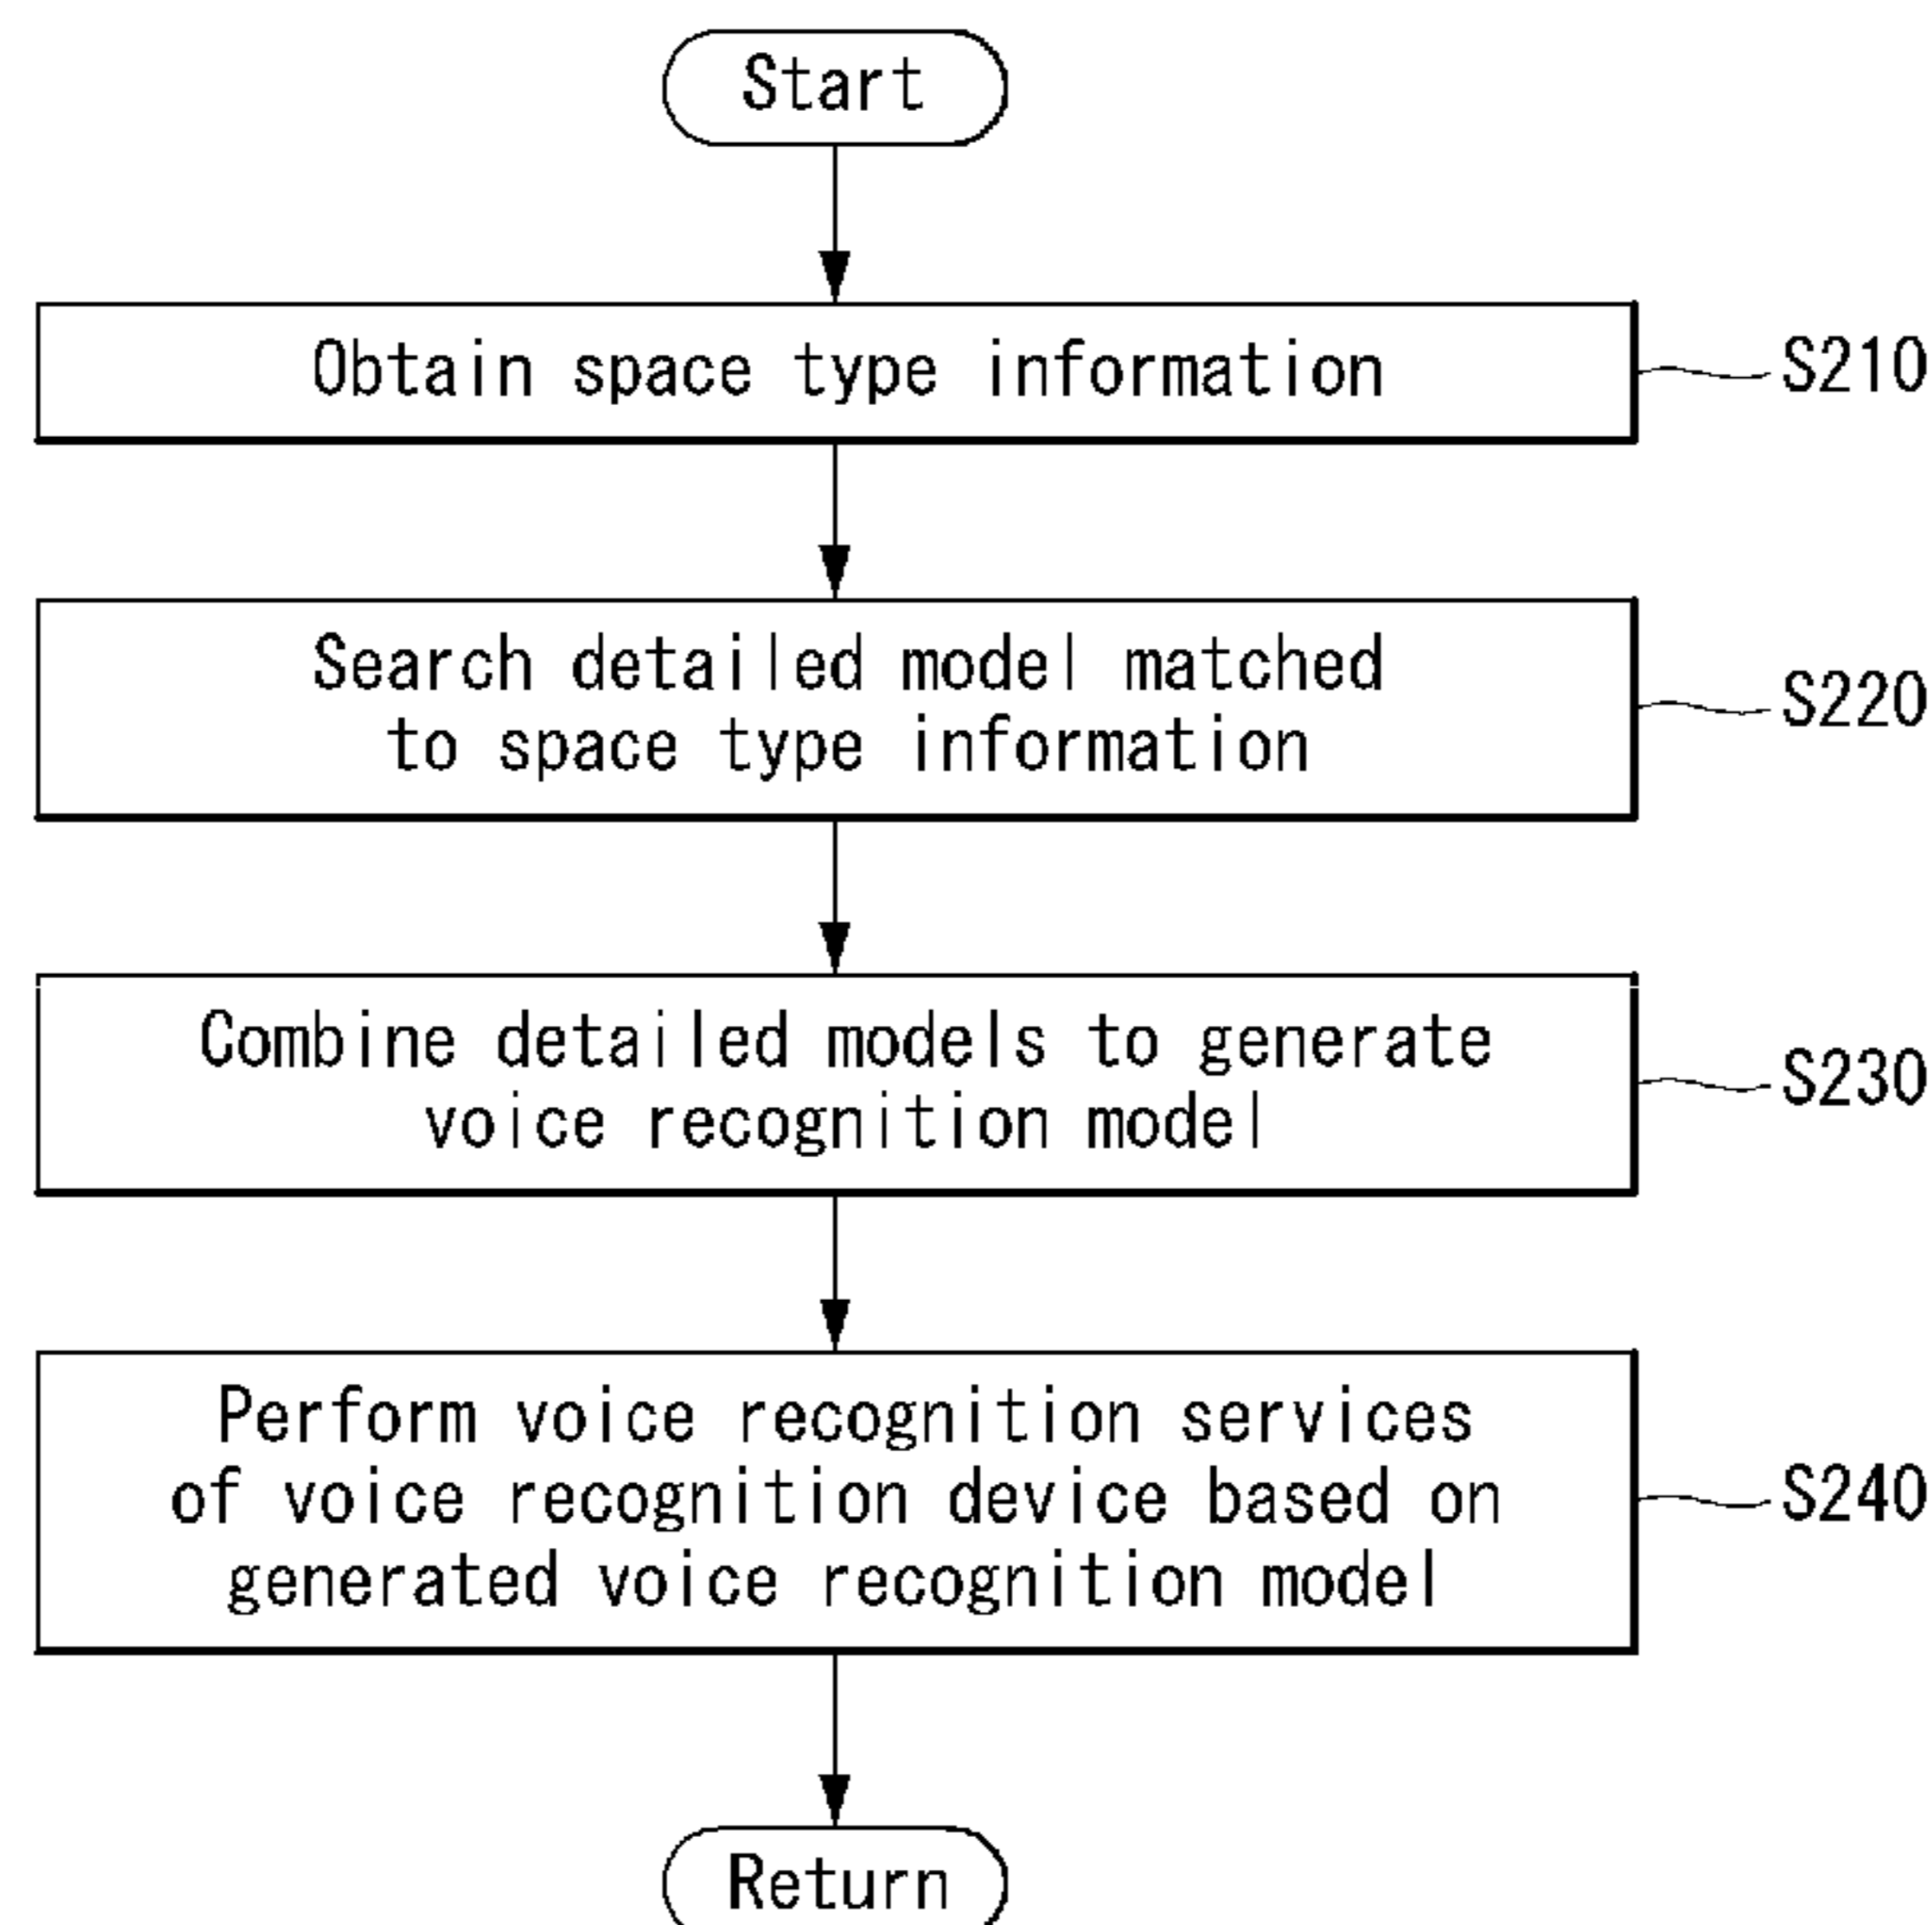 Start
Obtain space type information
S210
Search detailed model matched
to space type information
S220
Combine detailed models to generate
voice recognition model
S230
Perform voice recognition services
of voice recognition device based on
generated voice recognition model
S240
Return